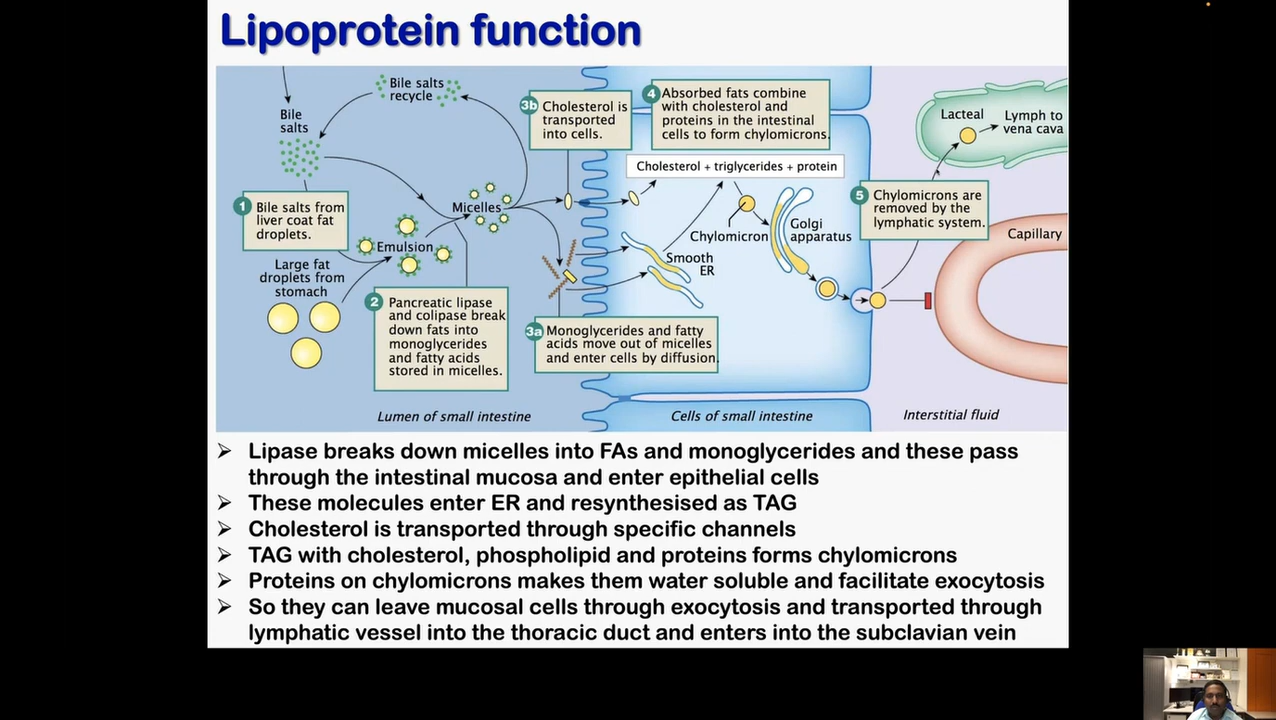 Lipoprotein function
Bile salts
recycle
Bile
salts
3b Cholesterol is
transported
into cells.
4 Absorbed fats combine
with cholesterol and
proteins in the intestinal
cells to form chylomicrons.
Lacteal
Lymph to
vena cava
Cholesterol + triglycerides + protein
1 Bile salts from
liver coat fat
droplets.
Micelles
Emulsion
Large fat
droplets from
stomach
2 Pancreatic lipase
and colipase break
down fats into
monoglycerides
and fatty acids
stored in micelles.
3a Monoglycerides and fatty
acids move out of micelles
and enter cells by diffusion.
Smooth
ER
Chylomicron
Golgi
apparatus
5 Chylomicrons are
removed by the
lymphatic system.
Capillary
Lumen of small intestine
Cells of small intestine
Interstitial fluid
➢ Lipase breaks down micelles into FAs and monoglycerides and these pass
through the intestinal mucosa and enter epithelial cells
➢ These molecules enter ER and resynthesised as TAG
➢ Cholesterol is transported through specific channels
➢ TAG with cholesterol, phospholipid and proteins forms chylomicrons
➢ Proteins on chylomicrons makes them water soluble and facilitate exocytosis
➢ So they can leave mucosal cells through exocytosis and transported through
lymphatic vessel into the thoracic duct and enters into the subclavian vein